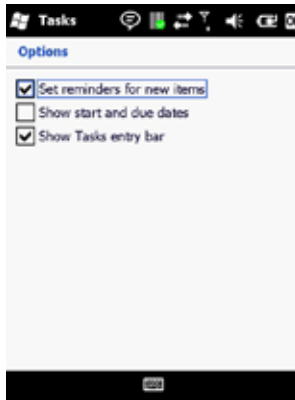 Tasks
Options
Set reminders for new items
Show start and due dates
Show Tasks entry bar